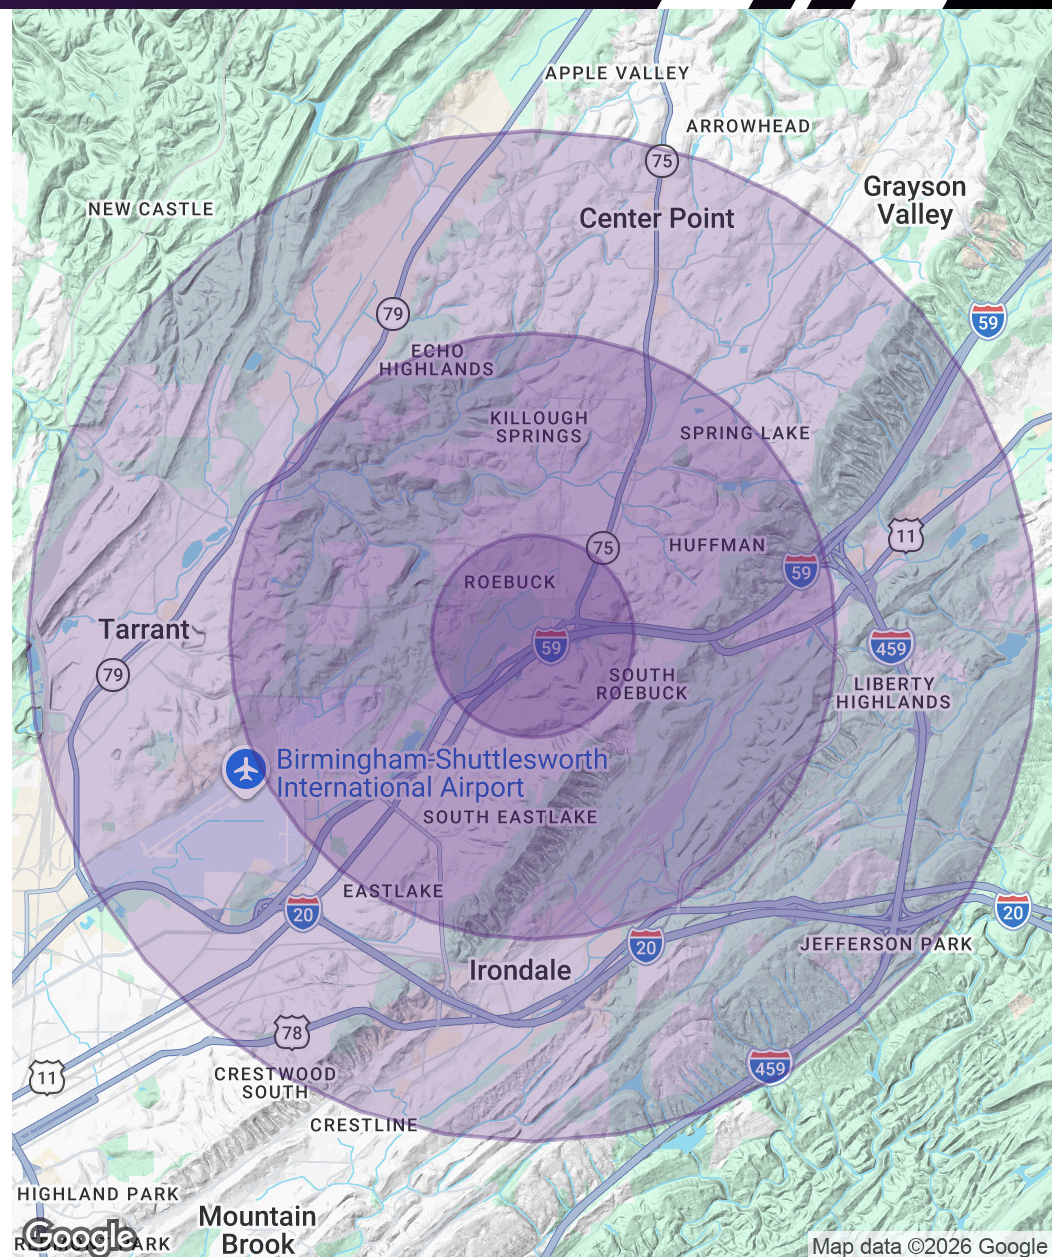 APPLE VALLEY
ARROWHEAD
75
Grayson
Valley
NEW CASTLE
Center Point
79
59
ECHO
HIGHLANDS
KILLOUGH
SPRINGS
SPRING LAKE
11
75
HUFFMAN
59
ROEBUCK
Tarrant
59
459
79
SOUTH
ROEBUCK
LIBERTY
HIGHLANDS
Birmingham-Shuttlesworth
International Airport
SOUTH EASTLAKE
EASTLAKE
20
20
20
JEFFERSON PARK
Irondale
78
459
11
CRESTWOOD
SOUTH
CRESTLINE
HIGHLAND PARK
Mountain
Brook
Google
ARK
Map data ©2026 Google